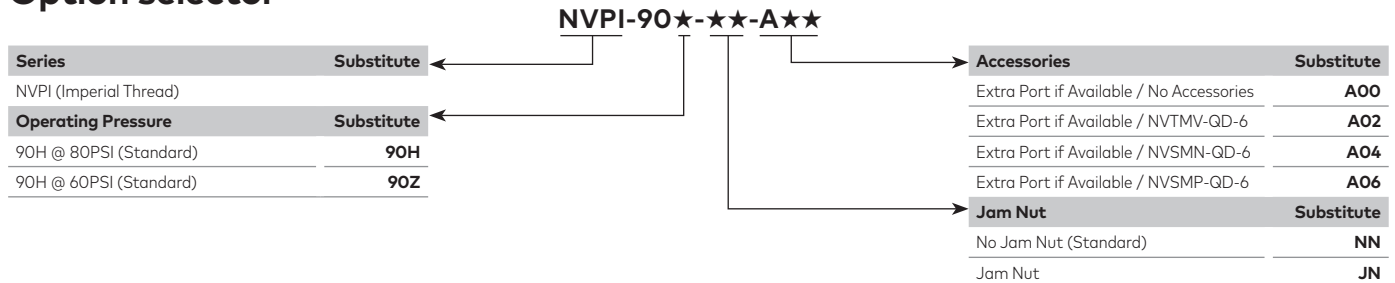 Option selector
NVPI-90★-★★-A★★
Series Substitute
NVPI (Imperial Thread)
Operating Pressure Substitute
90H @ 80PSI (Standard) 90H
90H @ 60PSI (Standard) 90Z
Accessories Substitute
Extra Port if Available / No Accessories A00
Extra Port if Available / NVTMV-QD-6 A02
Extra Port if Available / NVSMN-QD-6 A04
Extra Port if Available / NVSMP-QD-6 A06
Jam Nut Substitute
No Jam Nut (Standard) NN
Jam Nut JN